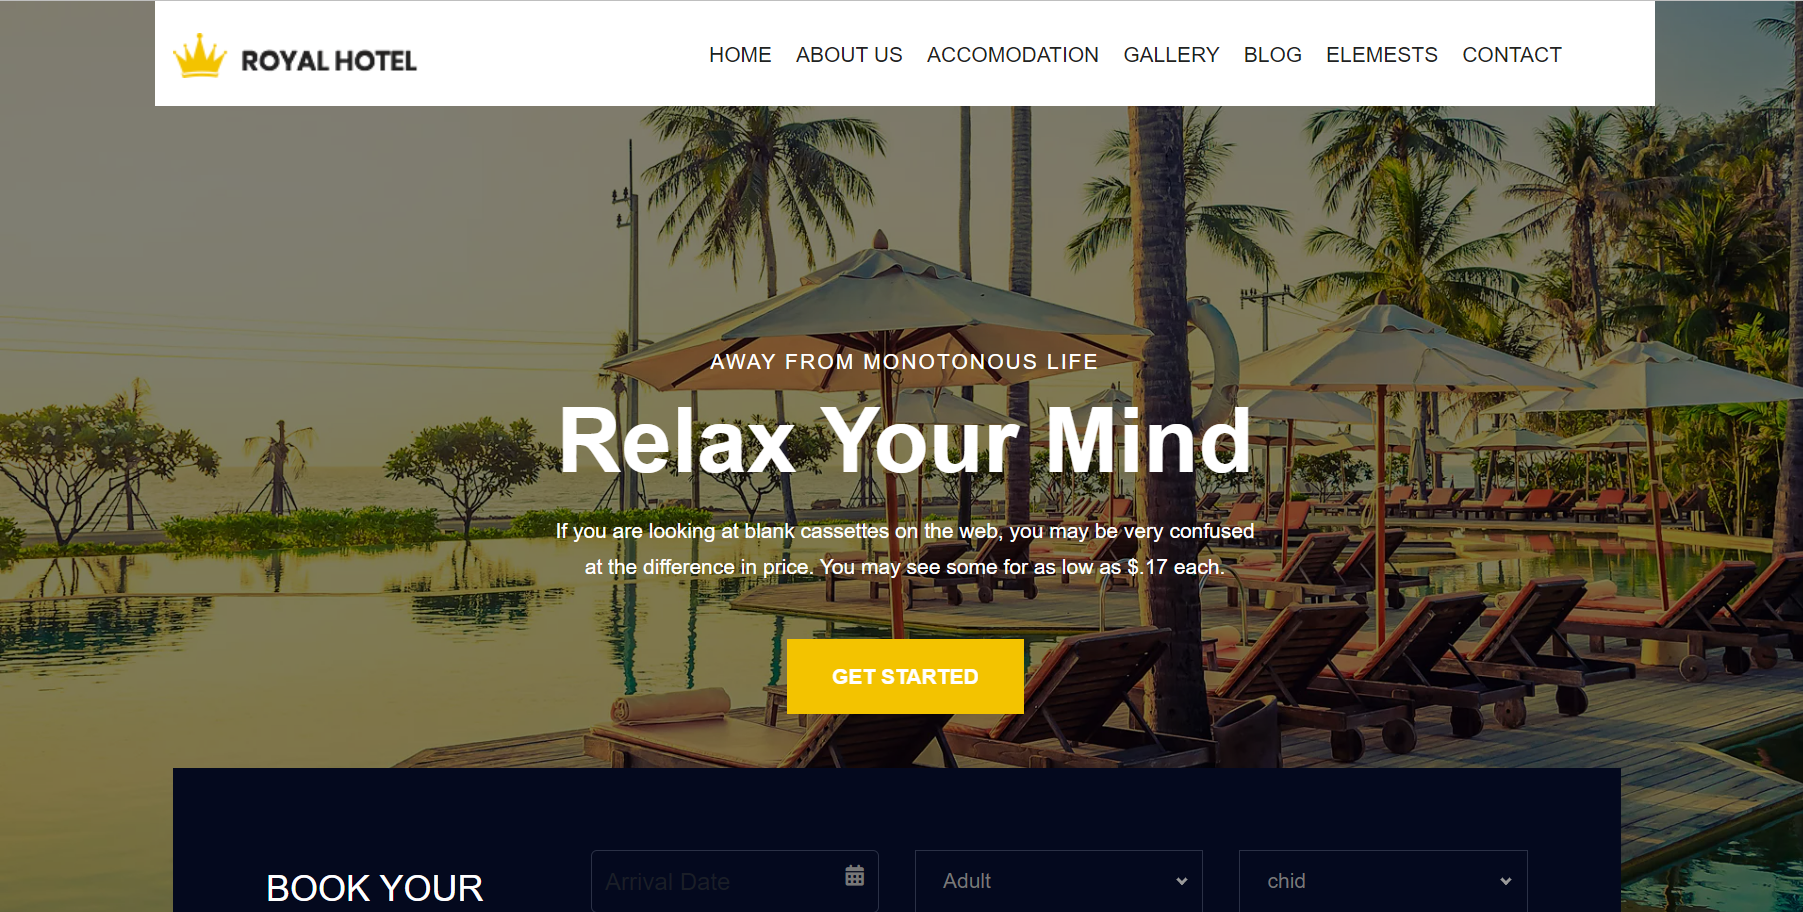 ROYAL HOTEL
HOME ABOUT US ACCOMODATION GALLERY BLOG ELEMESTS CONTACT
AWAY FROM MONOTONOUS LIFE
Relax Your Mind
If you are looking at blank cassettes on the web, you may be very confused
at the difference in price. You may see some for as low as $.17 each.
GET STARTED
BOOK YOUR
Arrival Date
Adult
chid